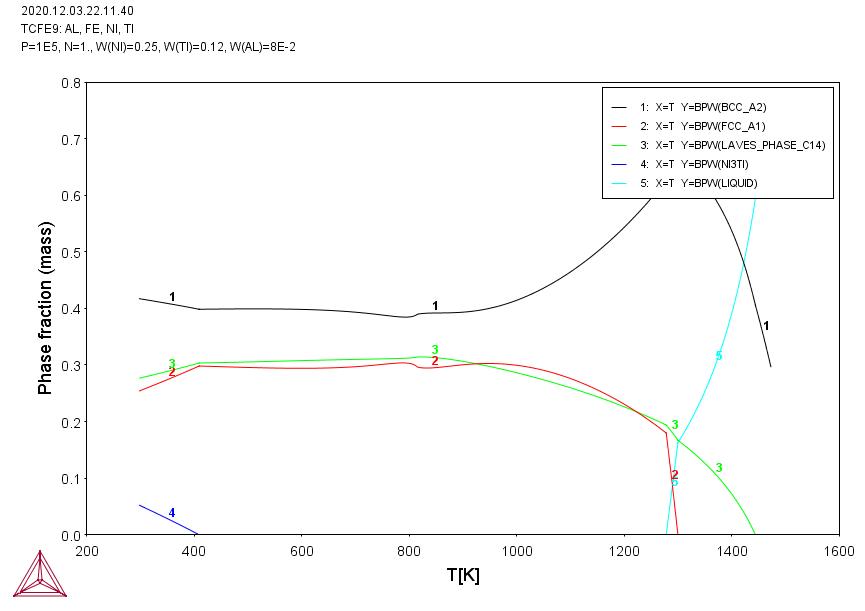 2020.12.03.22.11.40
TCFE9: AL, FE, NI, TI
P=1E5, N=1., W(NI)=0.25, W(TI)=0.12, W(AL)=8E-2
0.8
0.7
0.6
0.5
0.4
0.3
0.2
0.1
0.0
Phase fraction (mass)
1: X=T Y=BPW(BCC_A2)
2: X=T Y=BPW(FCC_A1)
3: X=T Y=BPW(LAVES_PHASE_C14)
4: X=T Y=BPW(NI3TI)
5: X=T Y=BPW(LIQUID)
1
1
1
3
2
3
2
5
3
2
5
3
4
200 400 600 800 1000 1200 1400 1600
T[K]